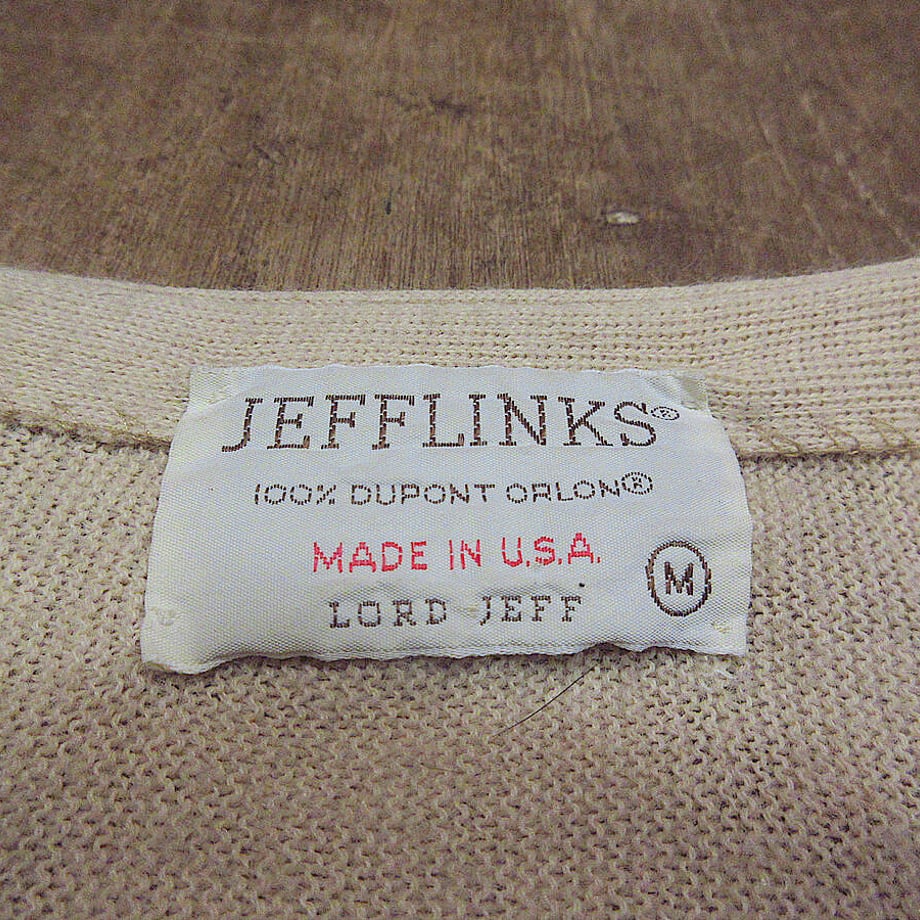 JEFFLINKS®
100% DUPONT ORLON®
MADE IN U.S.A.
LORD JEFF
M